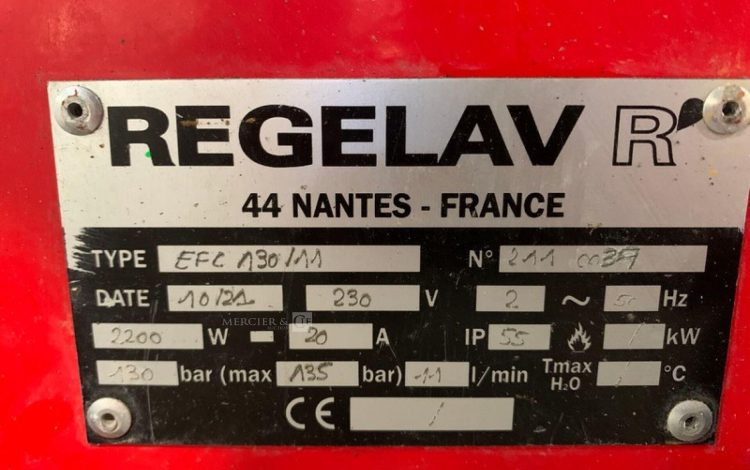 REGELAV R
44 NANTES - FRANCE
TYPE EFC 130/11 N° 211
DATE 10/21 230 V 2 ~ 50 Hz
MERCIER & CIE
2200 W - 20 A IP 55 / kW
130 bar (max 135 bar) 11 l/min Tmax H₂O / °C
CE /